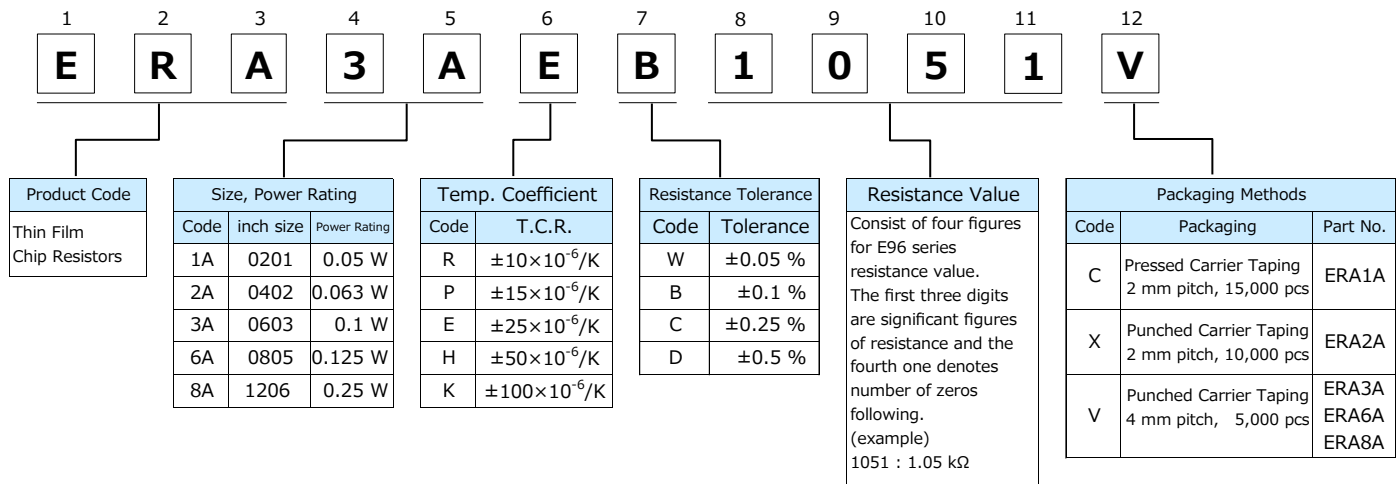 1 2 3 4 5 6 7 8 9 10 11 12
E R A 3 A E B 1 0 5 1 V
Product Code
Thin Film
Chip Resistors
Size, Power Rating
Code inch size Power Rating
1A 0201 0.05 W
2A 0402 0.063 W
3A 0603 0.1 W
6A 0805 0.125 W
8A 1206 0.25 W
Temp. Coefficient
Code T.C.R.
R ±10×10⁻⁶/K
P ±15×10⁻⁶/K
E ±25×10⁻⁶/K
H ±50×10⁻⁶/K
K ±100×10⁻⁶/K
Resistance Tolerance
Code Tolerance
W ±0.05 %
B ±0.1 %
C ±0.25 %
D ±0.5 %
Resistance Value
Consist of four figures
for E96 series
resistance value.
The first three digits
are significant figures
of resistance and the
fourth one denotes
number of zeros
following.
(example)
1051 : 1.05 kΩ
Packaging Methods
Code Packaging Part No.
C Pressed Carrier Taping
2 mm pitch, 15,000 pcs ERA1A
X Punched Carrier Taping
2 mm pitch, 10,000 pcs ERA2A
V Punched Carrier Taping
4 mm pitch, 5,000 pcs
ERA3A
ERA6A
ERA8A